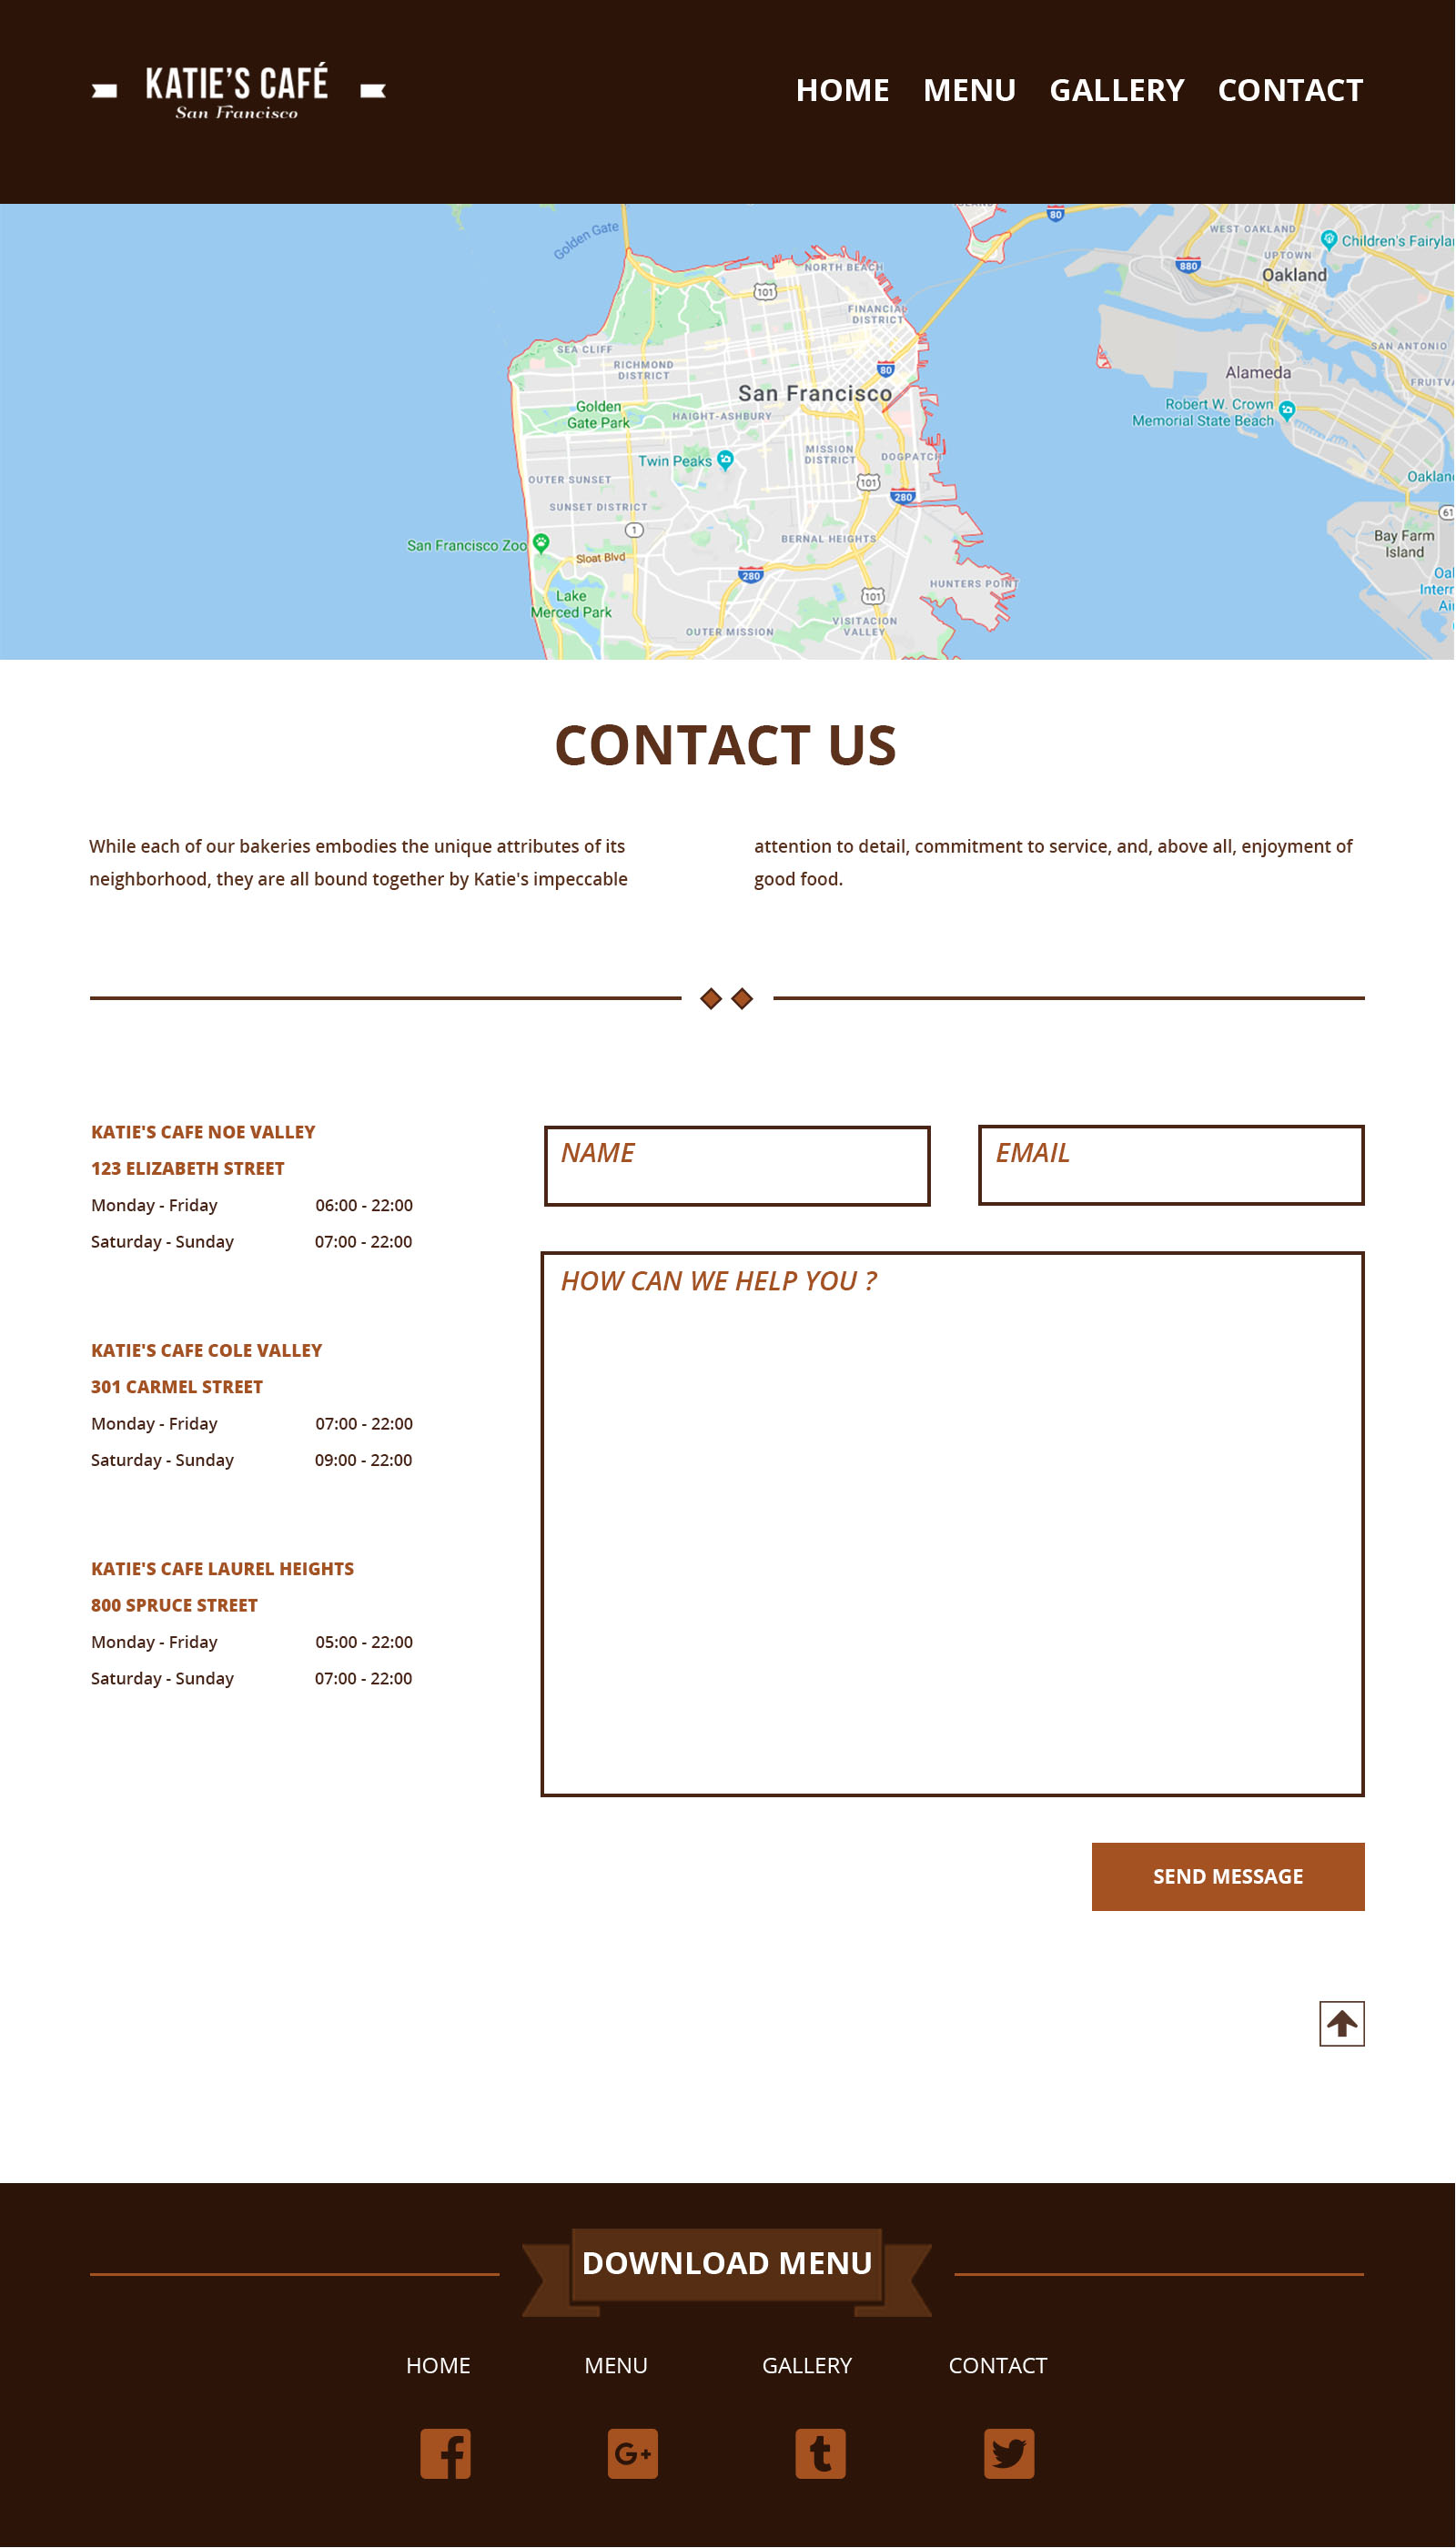 KATIE'S CAFÉ
San Francisco
HOME MENU GALLERY CONTACT
Golden Gate
80
WEST OAKLAND
Children's Fairylan
880
UPTOWN
Oakland
NORTH BEACH
101
FINANCIAL
DISTRICT
SEA CLIFF
SAN ANTONIO
RICHMOND
DISTRICT
80
Alameda
FRUITVA
San Francisco
Golden
Gate Park
HAIGHT-ASHBURY
Robert W. Crown
Memorial State Beach
Twin Peaks
MISSION
DISTRICT
DOGPATCH
OUTER SUNSET
101
280
Oaklan
SUNSET DISTRICT
61
1
BERNAL HEIGHTS
Bay Farm
Island
San Francisco Zoo
Sloat Blvd
280
HUNTERS POINT
Oa
Intern
Ai
Lake
Merced Park
101
OUTER MISSION
VISITACION
VALLEY
CONTACT US
While each of our bakeries embodies the unique attributes of its
neighborhood, they are all bound together by Katie's impeccable
attention to detail, commitment to service, and, above all, enjoyment of
good food.
KATIE'S CAFE NOE VALLEY
123 ELIZABETH STREET
Monday - Friday 06:00 - 22:00
Saturday - Sunday 07:00 - 22:00
KATIE'S CAFE COLE VALLEY
301 CARMEL STREET
Monday - Friday 07:00 - 22:00
Saturday - Sunday 09:00 - 22:00
KATIE'S CAFE LAUREL HEIGHTS
800 SPRUCE STREET
Monday - Friday 05:00 - 22:00
Saturday - Sunday 07:00 - 22:00
NAME
EMAIL
HOW CAN WE HELP YOU ?
SEND MESSAGE
DOWNLOAD MENU
HOME MENU GALLERY CONTACT